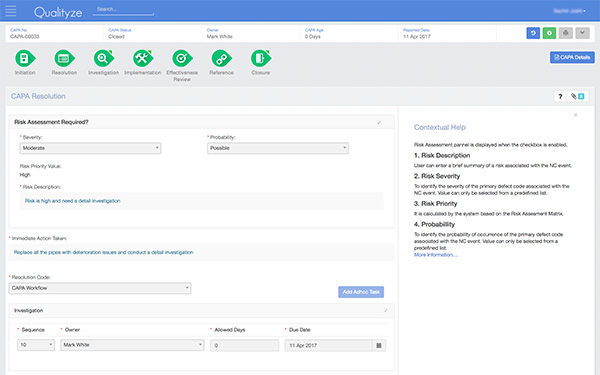 Qualityze
Search...
CAPA No
CAPA-00033
CAPA Status
Closed
Owner
Mark White
CAPA Age
0 Days
Reported Date
11 Apr 2017
Initiation
Resolution
Investigation
Implementation
Effectiveness
Review
Reference
Closure
CAPA Details
CAPA Resolution
?
Risk Assessment Required?
* Severity:
Moderate
* Probability:
Possible
Risk Priority Value:
High
* Risk Description:
Risk is high and need a detail investigation
* Immediate Action Taken:
Replace all the pipes with deterioration issues and conduct a detail investigation
* Resolution Code:
CAPA Workflow
Add Adhoc Task
Investigation
* Sequence
* Owner
* Allowed Days
* Due Date
10
Mark White
0
11 Apr 2017
Contextual Help
Risk Assessment pannel is displayed when the checkbox is enabled.
1. Risk Description
User can enter a brief summary of a risk associated with the NC event.
2. Risk Severity
To identify the severity of the primary defect code associated with
the NC event. Value can only be selected from a predefined list.
3. Risk Priority
It is calculated by the system based on the Risk Assesment Matrix.
4. Probability
To identify the probability of occurrence of the primary defect code
associated with the NC event. Value can only be selected from a
predefined list.
More information....